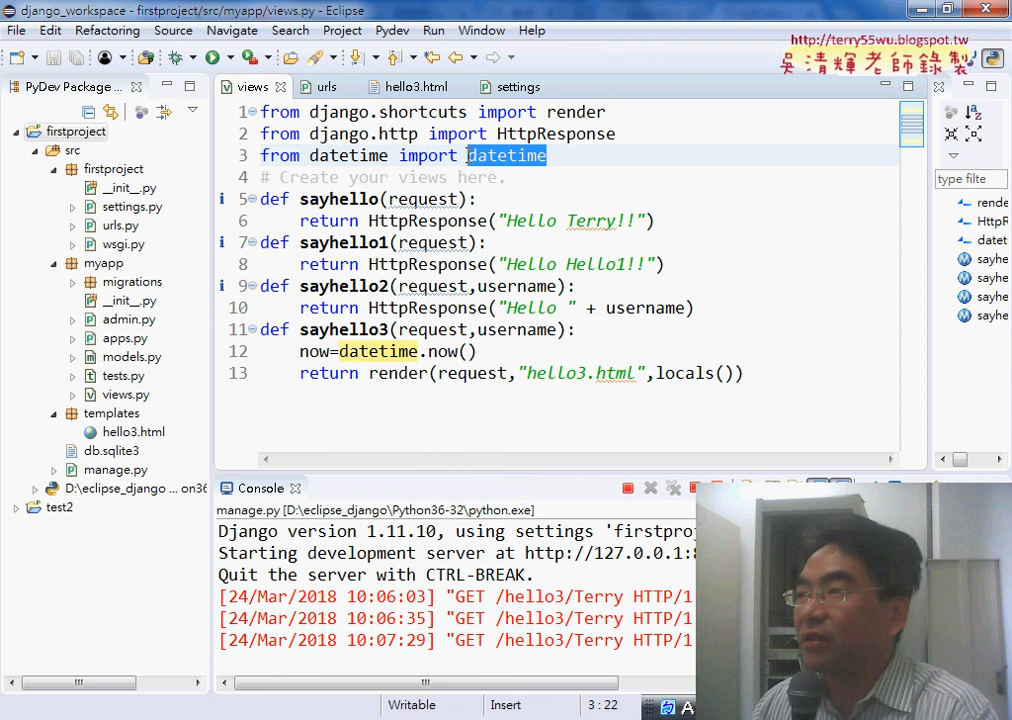 django_workspace - firstproject/src/myapp/views.py - Eclipse
File Edit Refactoring Source Navigate Search Project Pydev Run Window Help
http://terry55wu.blogspot.tw
吳清輝老師錄製
PyDev Package ...
views
urls
hello3.html
settings
firstproject
src
firstproject
__init__.py
settings.py
urls.py
wsgi.py
myapp
migrations
__init__.py
admin.py
apps.py
models.py
tests.py
views.py
templates
hello3.html
db.sqlite3
manage.py
D:\eclipse_django ... on36
test2
1 from django.shortcuts import render
2 from django.http import HttpResponse
3 from datetime import datetime
4 # Create your views here.
5 def sayhello(request):
6 return HttpResponse("Hello Terry!!")
7 def sayhello1(request):
8 return HttpResponse("Hello Hello1!!")
9 def sayhello2(request,username):
10 return HttpResponse("Hello " + username)
11 def sayhello3(request,username):
12 now=datetime.now()
13 return render(request,"hello3.html",locals())
type filte
rende
HttpR
datet
sayhe
sayhe
sayhe
sayhe
Console
manage.py [D:\eclipse_django\Python36-32\python.exe]
Django version 1.11.10, using settings 'firstproj
Starting development server at http://127.0.0.1:8
Quit the server with CTRL-BREAK.
[24/Mar/2018 10:06:03] "GET /hello3/Terry HTTP/1
[24/Mar/2018 10:06:35] "GET /hello3/Terry HTTP/1
[24/Mar/2018 10:07:29] "GET /hello3/Terry HTTP/1
Writable
Insert
3 : 22
A